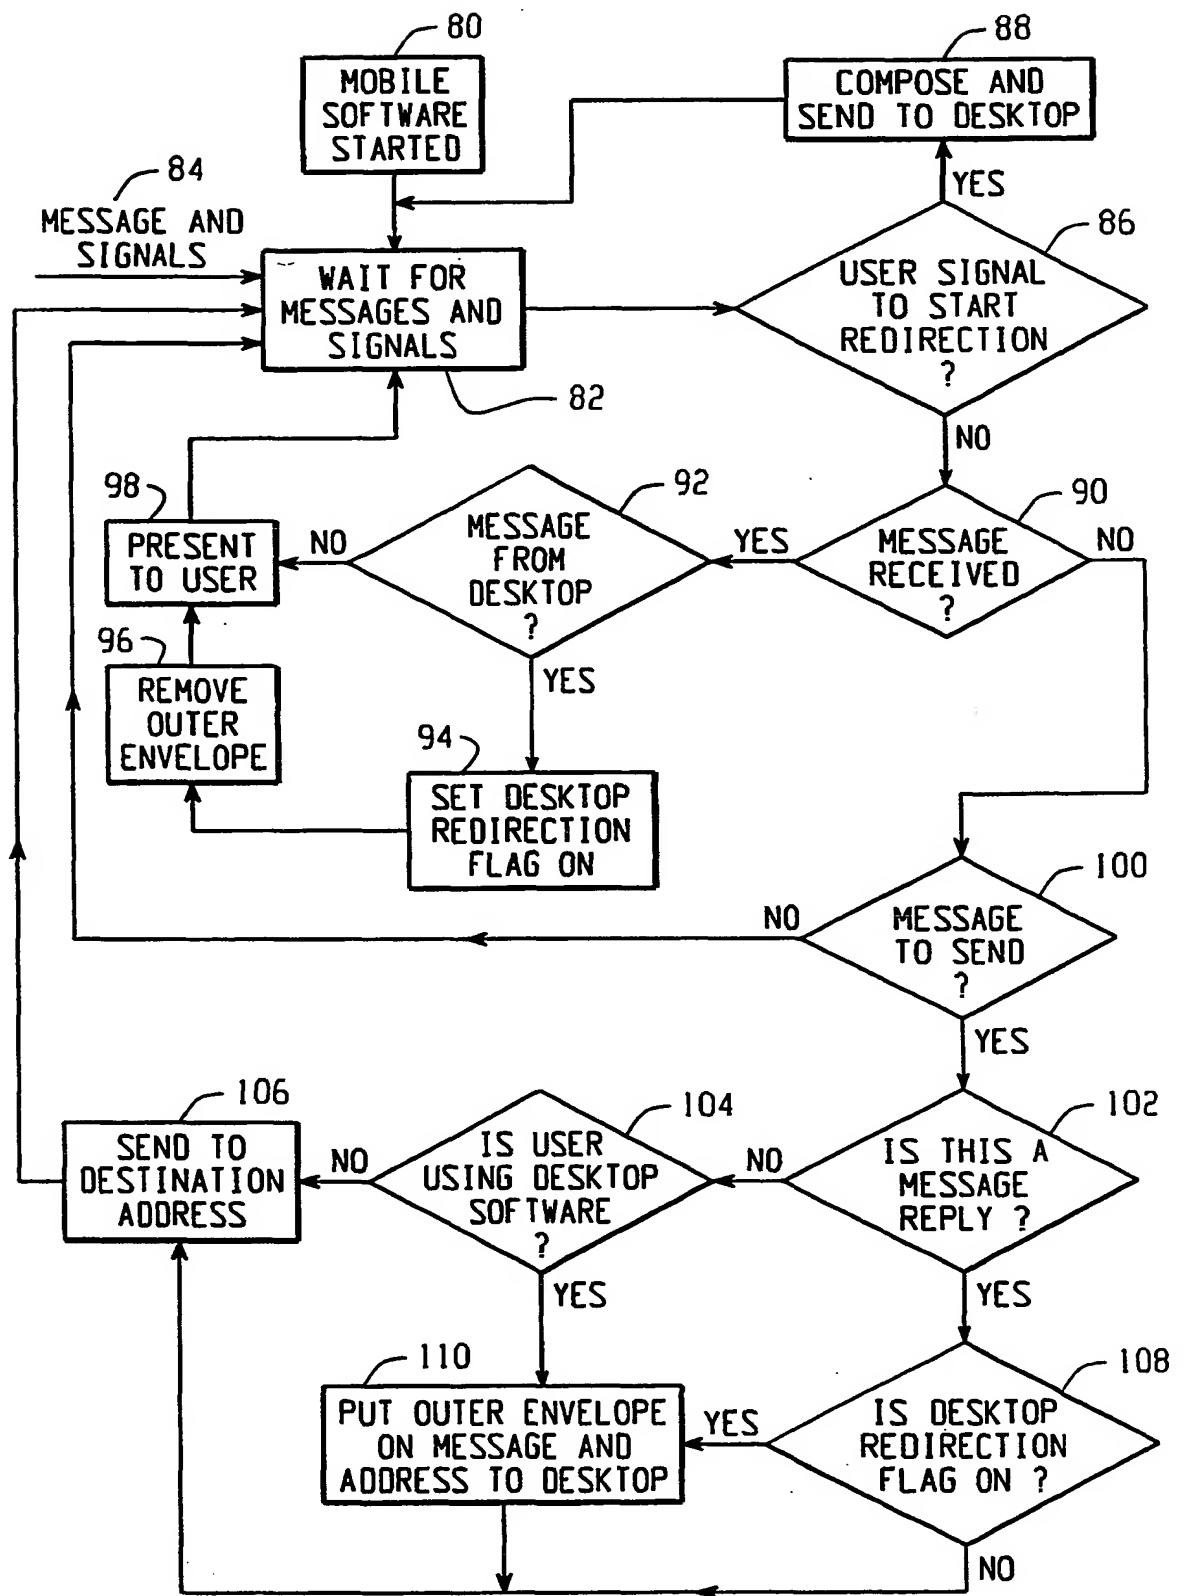 80
MOBILE
SOFTWARE
STARTED
88
COMPOSE AND
SEND TO DESKTOP
YES
84
MESSAGE AND
SIGNALS
86
USER SIGNAL
TO START
REDIRECTION
?
WAIT FOR
MESSAGES AND
SIGNALS
82
NO
98
PRESENT
TO USER
NO
92
MESSAGE
FROM
DESKTOP
?
YES
90
MESSAGE
RECEIVED
?
NO
96
REMOVE
OUTER
ENVELOPE
YES
94
SET DESKTOP
REDIRECTION
FLAG ON
100
NO
MESSAGE
TO SEND
?
YES
106
SEND TO
DESTINATION
ADDRESS
NO
104
IS USER
USING DESKTOP
SOFTWARE
?
NO
102
IS THIS A
MESSAGE
REPLY ?
YES
YES
110
PUT OUTER ENVELOPE
ON MESSAGE AND
ADDRESS TO DESKTOP
YES
108
IS DESKTOP
REDIRECTION
FLAG ON ?
NO